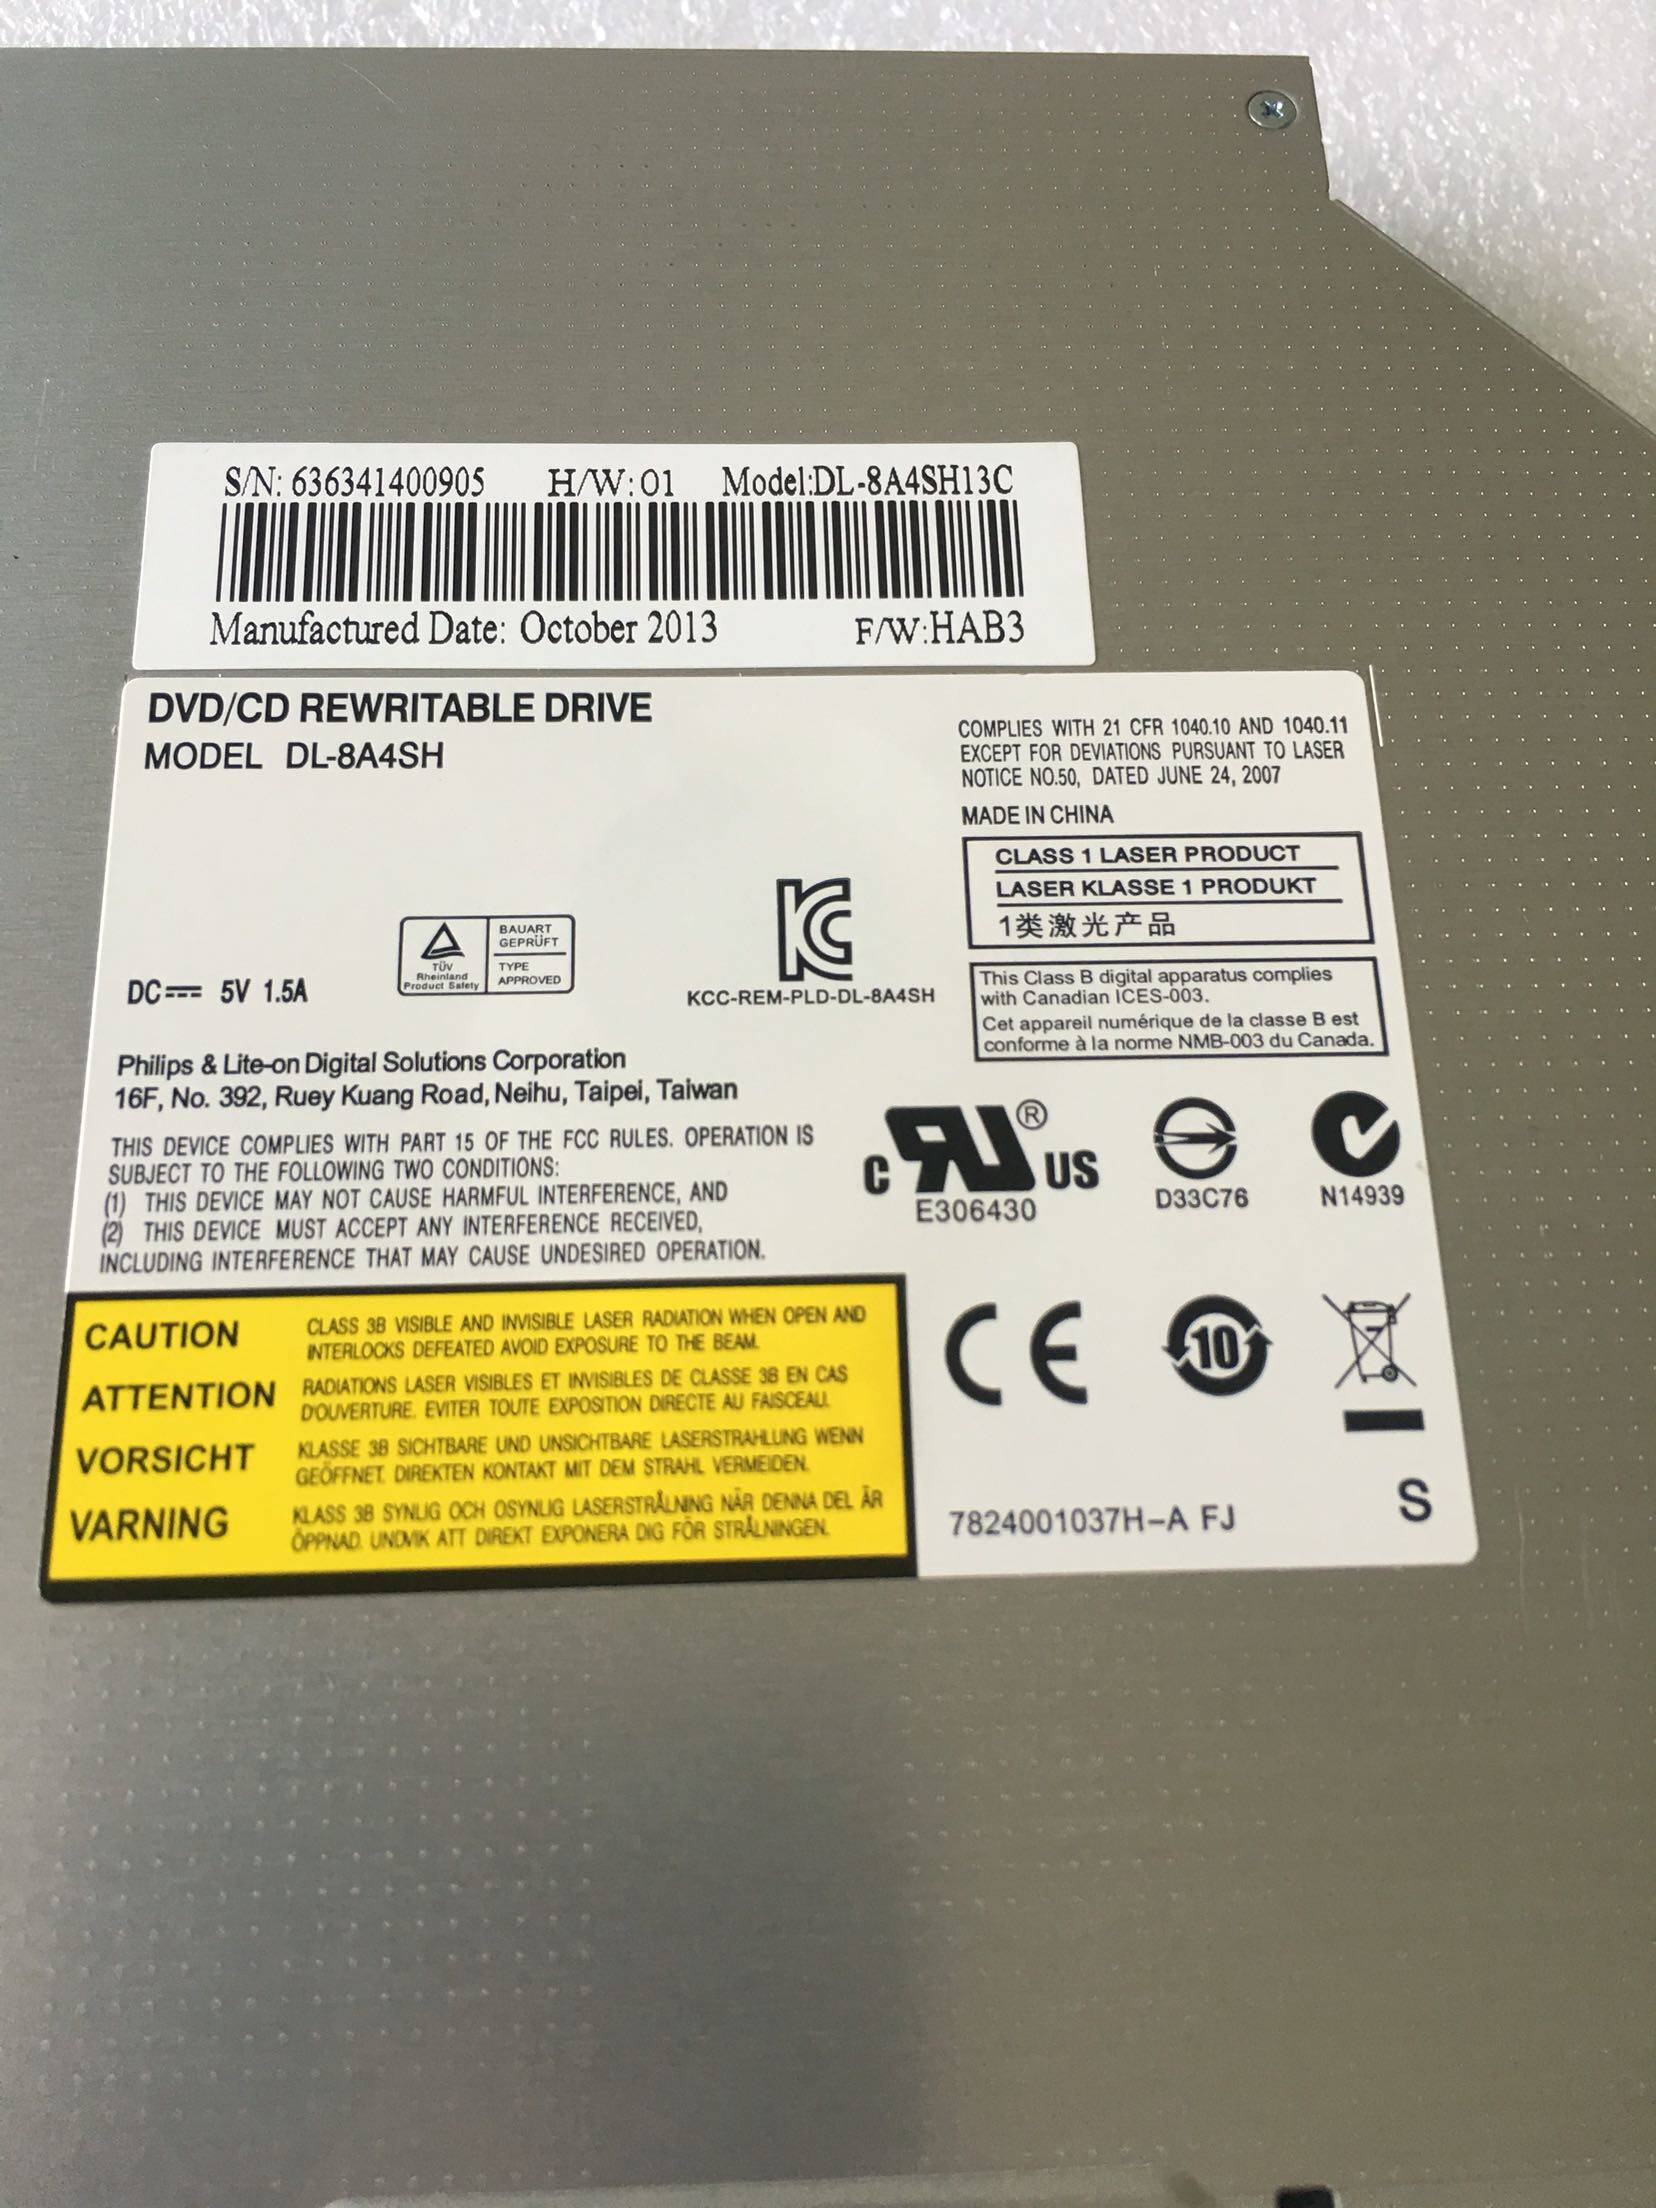 S/N: 636341400905 H/W:01 Model:DL-8A4SH13C
Manufactured Date: October 2013 F/W:HAB3
DVD/CD REWRITABLE DRIVE
MODEL DL-8A4SH
COMPLIES WITH 21 CFR 1040.10 AND 1040.11
EXCEPT FOR DEVIATIONS PURSUANT TO LASER
NOTICE NO.50, DATED JUNE 24, 2007
MADE IN CHINA
CLASS 1 LASER PRODUCT
LASER KLASSE 1 PRODUKT
1类激光产品
DC 5V 1.5A
TÜV
Rheinland
Product Safety
BAUART
GEPRÜFT
TYPE
APPROVED
KC
KCC-REM-PLD-DL-8A4SH
This Class B digital apparatus complies
with Canadian ICES-003.
Cet appareil numérique de la classe B est
conforme à la norme NMB-003 du Canada.
Philips & Lite-on Digital Solutions Corporation
16F, No. 392, Ruey Kuang Road, Neihu, Taipei, Taiwan
THIS DEVICE COMPLIES WITH PART 15 OF THE FCC RULES. OPERATION IS
SUBJECT TO THE FOLLOWING TWO CONDITIONS:
(1) THIS DEVICE MAY NOT CAUSE HARMFUL INTERFERENCE, AND
(2) THIS DEVICE MUST ACCEPT ANY INTERFERENCE RECEIVED,
INCLUDING INTERFERENCE THAT MAY CAUSE UNDESIRED OPERATION.
C RU ® US
E306430
D33C76
N14939
CAUTION CLASS 3B VISIBLE AND INVISIBLE LASER RADIATION WHEN OPEN AND
INTERLOCKS DEFEATED AVOID EXPOSURE TO THE BEAM.
ATTENTION RADIATIONS LASER VISIBLES ET INVISIBLES DE CLASSE 3B EN CAS
D'OUVERTURE. EVITER TOUTE EXPOSITION DIRECTE AU FAISCEAU.
VORSICHT KLASSE 3B SICHTBARE UND UNSICHTBARE LASERSTRAHLUNG WENN
GEÖFFNET. DIREKTEN KONTAKT MIT DEM STRAHL VERMEIDEN.
VARNING KLASS 3B SYNLIG OCH OSYNLIG LASERSTRÅLNING NÄR DENNA DEL ÄR
ÖPPNAD. UNDVIK ATT DIREKT EXPONERA DIG FÖR STRÅLNINGEN.
CE
10
7824001037H-A FJ
S